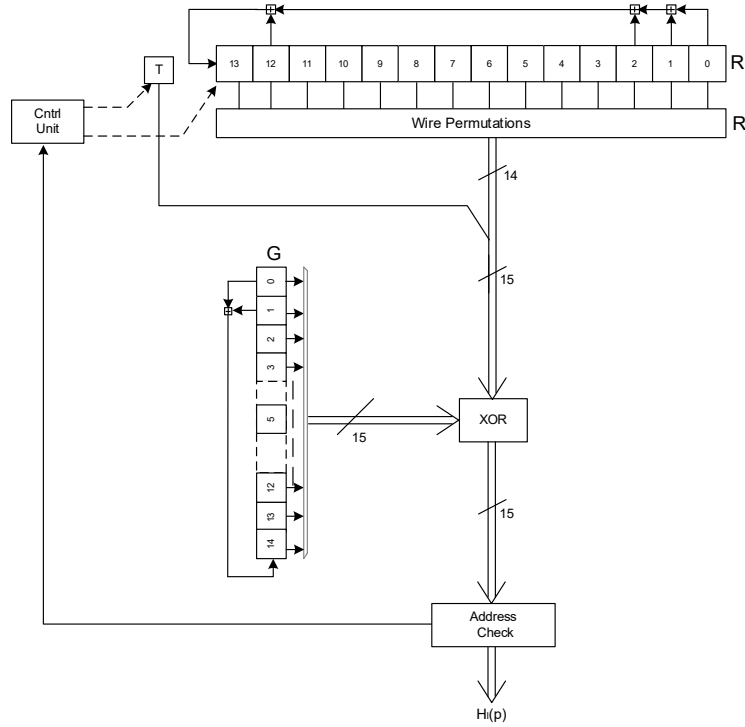 T
13 12 11 10 9 8 7 6 5 4 3 2 1 0
R
Cntrl
Unit
Wire Permutations
R
14
G
15
0
1
2
3
5
12
13
14
15
XOR
15
Address
Check
Hl(p)